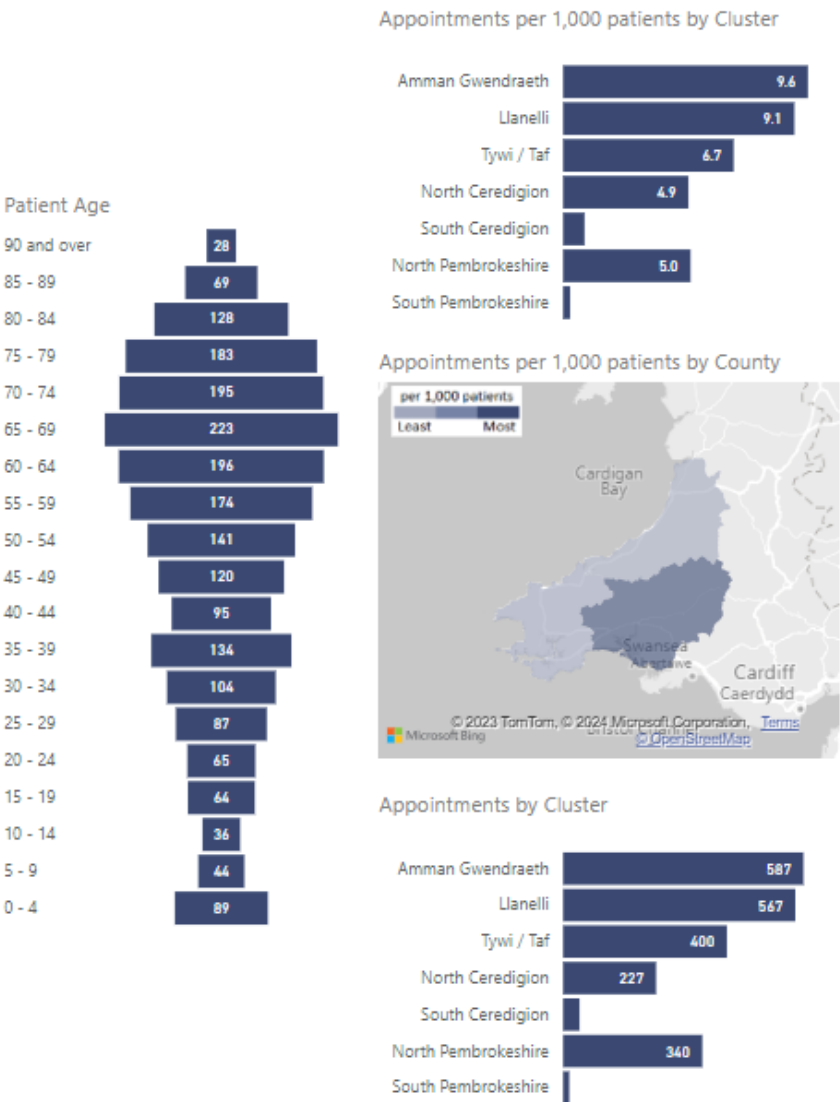 Appointments per 1,000 patients by Cluster
Amman Gwendraeth 9.6
Llanelli 9.1
Tywi / Taf 6.7
North Ceredigion 4.9
South Ceredigion
North Pembrokeshire 5.0
South Pembrokeshire
Patient Age
90 and over 28
85 - 89 69
80 - 84 128
75 - 79 183
70 - 74 195
65 - 69 223
60 - 64 196
55 - 59 174
50 - 54 141
45 - 49 120
40 - 44 95
35 - 39 134
30 - 34 104
25 - 29 87
20 - 24 65
15 - 19 64
10 - 14 36
5 - 9 44
0 - 4 89
Appointments per 1,000 patients by County
per 1,000 patients
Least Most
Cardigan
Bay
Swansea
Abertawe
Cardiff
Caerdydd
© 2023 TomTom, © 2024 Microsoft Corporation, Terms
Microsoft Bing
Bristol Channel
© OpenStreetMap
Appointments by Cluster
Amman Gwendraeth 587
Llanelli 567
Tywi / Taf 400
North Ceredigion 227
South Ceredigion
North Pembrokeshire 340
South Pembrokeshire